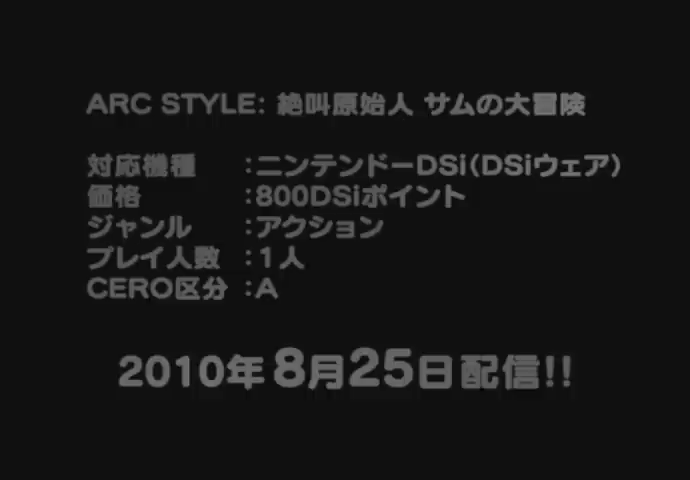 ARC STYLE: 絶叫原始人 サムの大冒険
対応機種 :ニンテンドーDSi(DSiウェア)
価格 :800DSiポイント
ジャンル :アクション
プレイ人数 :1人
CERO区分 :A
2010年8月25日配信!!